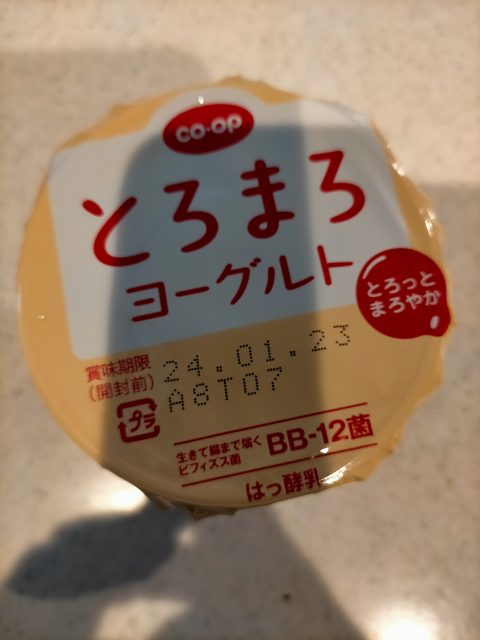 co·op
とろまろ
ヨーグルト
とろっと
まろやか
賞味期限
(開封前)
24.01.23
A8T07
プラ
生きて腸まで届く
ビフィズス菌
BB-12菌
はっ酵乳